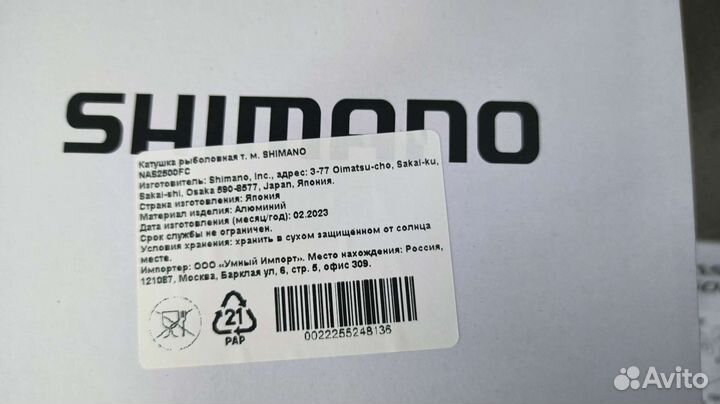 SHIMANO
Катушка рыболовная т. м. SHIMANO
NAS2500FC
Изготовитель: Shimano, Inc., адрес: 3-77 Oimatsu-cho, Sakai-ku,
Sakai-shi, Osaka 590-8577, Japan, Япония.
Страна изготовления: Япония
Материал изделия: Алюминий
Дата изготовления (месяц/год): 02.2023
Срок службы не ограничен.
Условия хранения: хранить в сухом защищенном от солнца
месте.
Импортер: ООО «Умный Импорт». Место нахождения: Россия,
121087, Москва, Барклая ул, 6, стр. 5, офис 309.
21
PAP
0022255248136
Avito